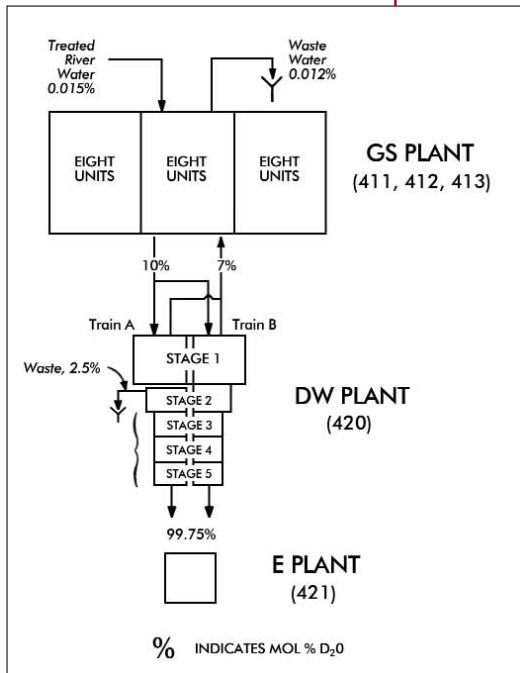 Treated
River
Water
0.015%
Waste
Water
0.012%
EIGHT
UNITS
EIGHT
UNITS
EIGHT
UNITS
GS PLANT
(411, 412, 413)
10%
7%
Train A
Train B
STAGE 1
Waste, 2.5%
STAGE 2
STAGE 3
STAGE 4
STAGE 5
DW PLANT
(420)
99.75%
E PLANT
(421)
% INDICATES MOL % D₂0